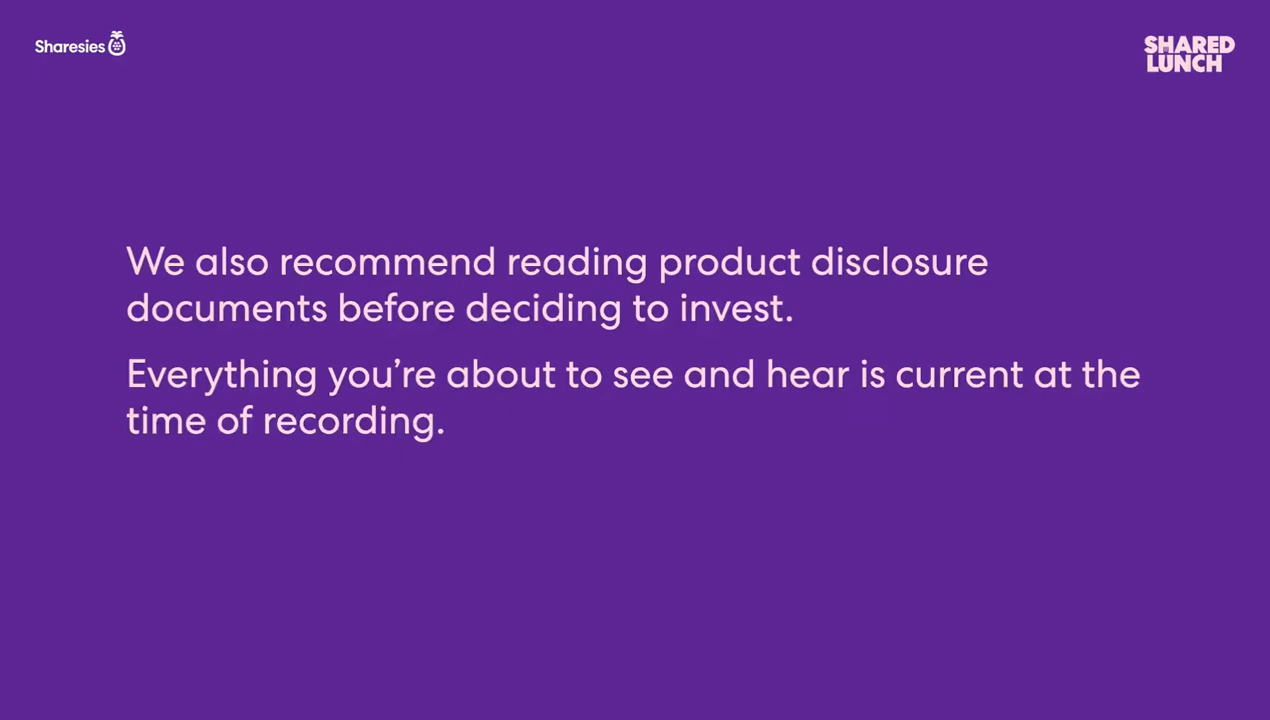 Sharesies
SHARED
LUNCH
We also recommend reading product disclosure
documents before deciding to invest.
Everything you’re about to see and hear is current at the
time of recording.